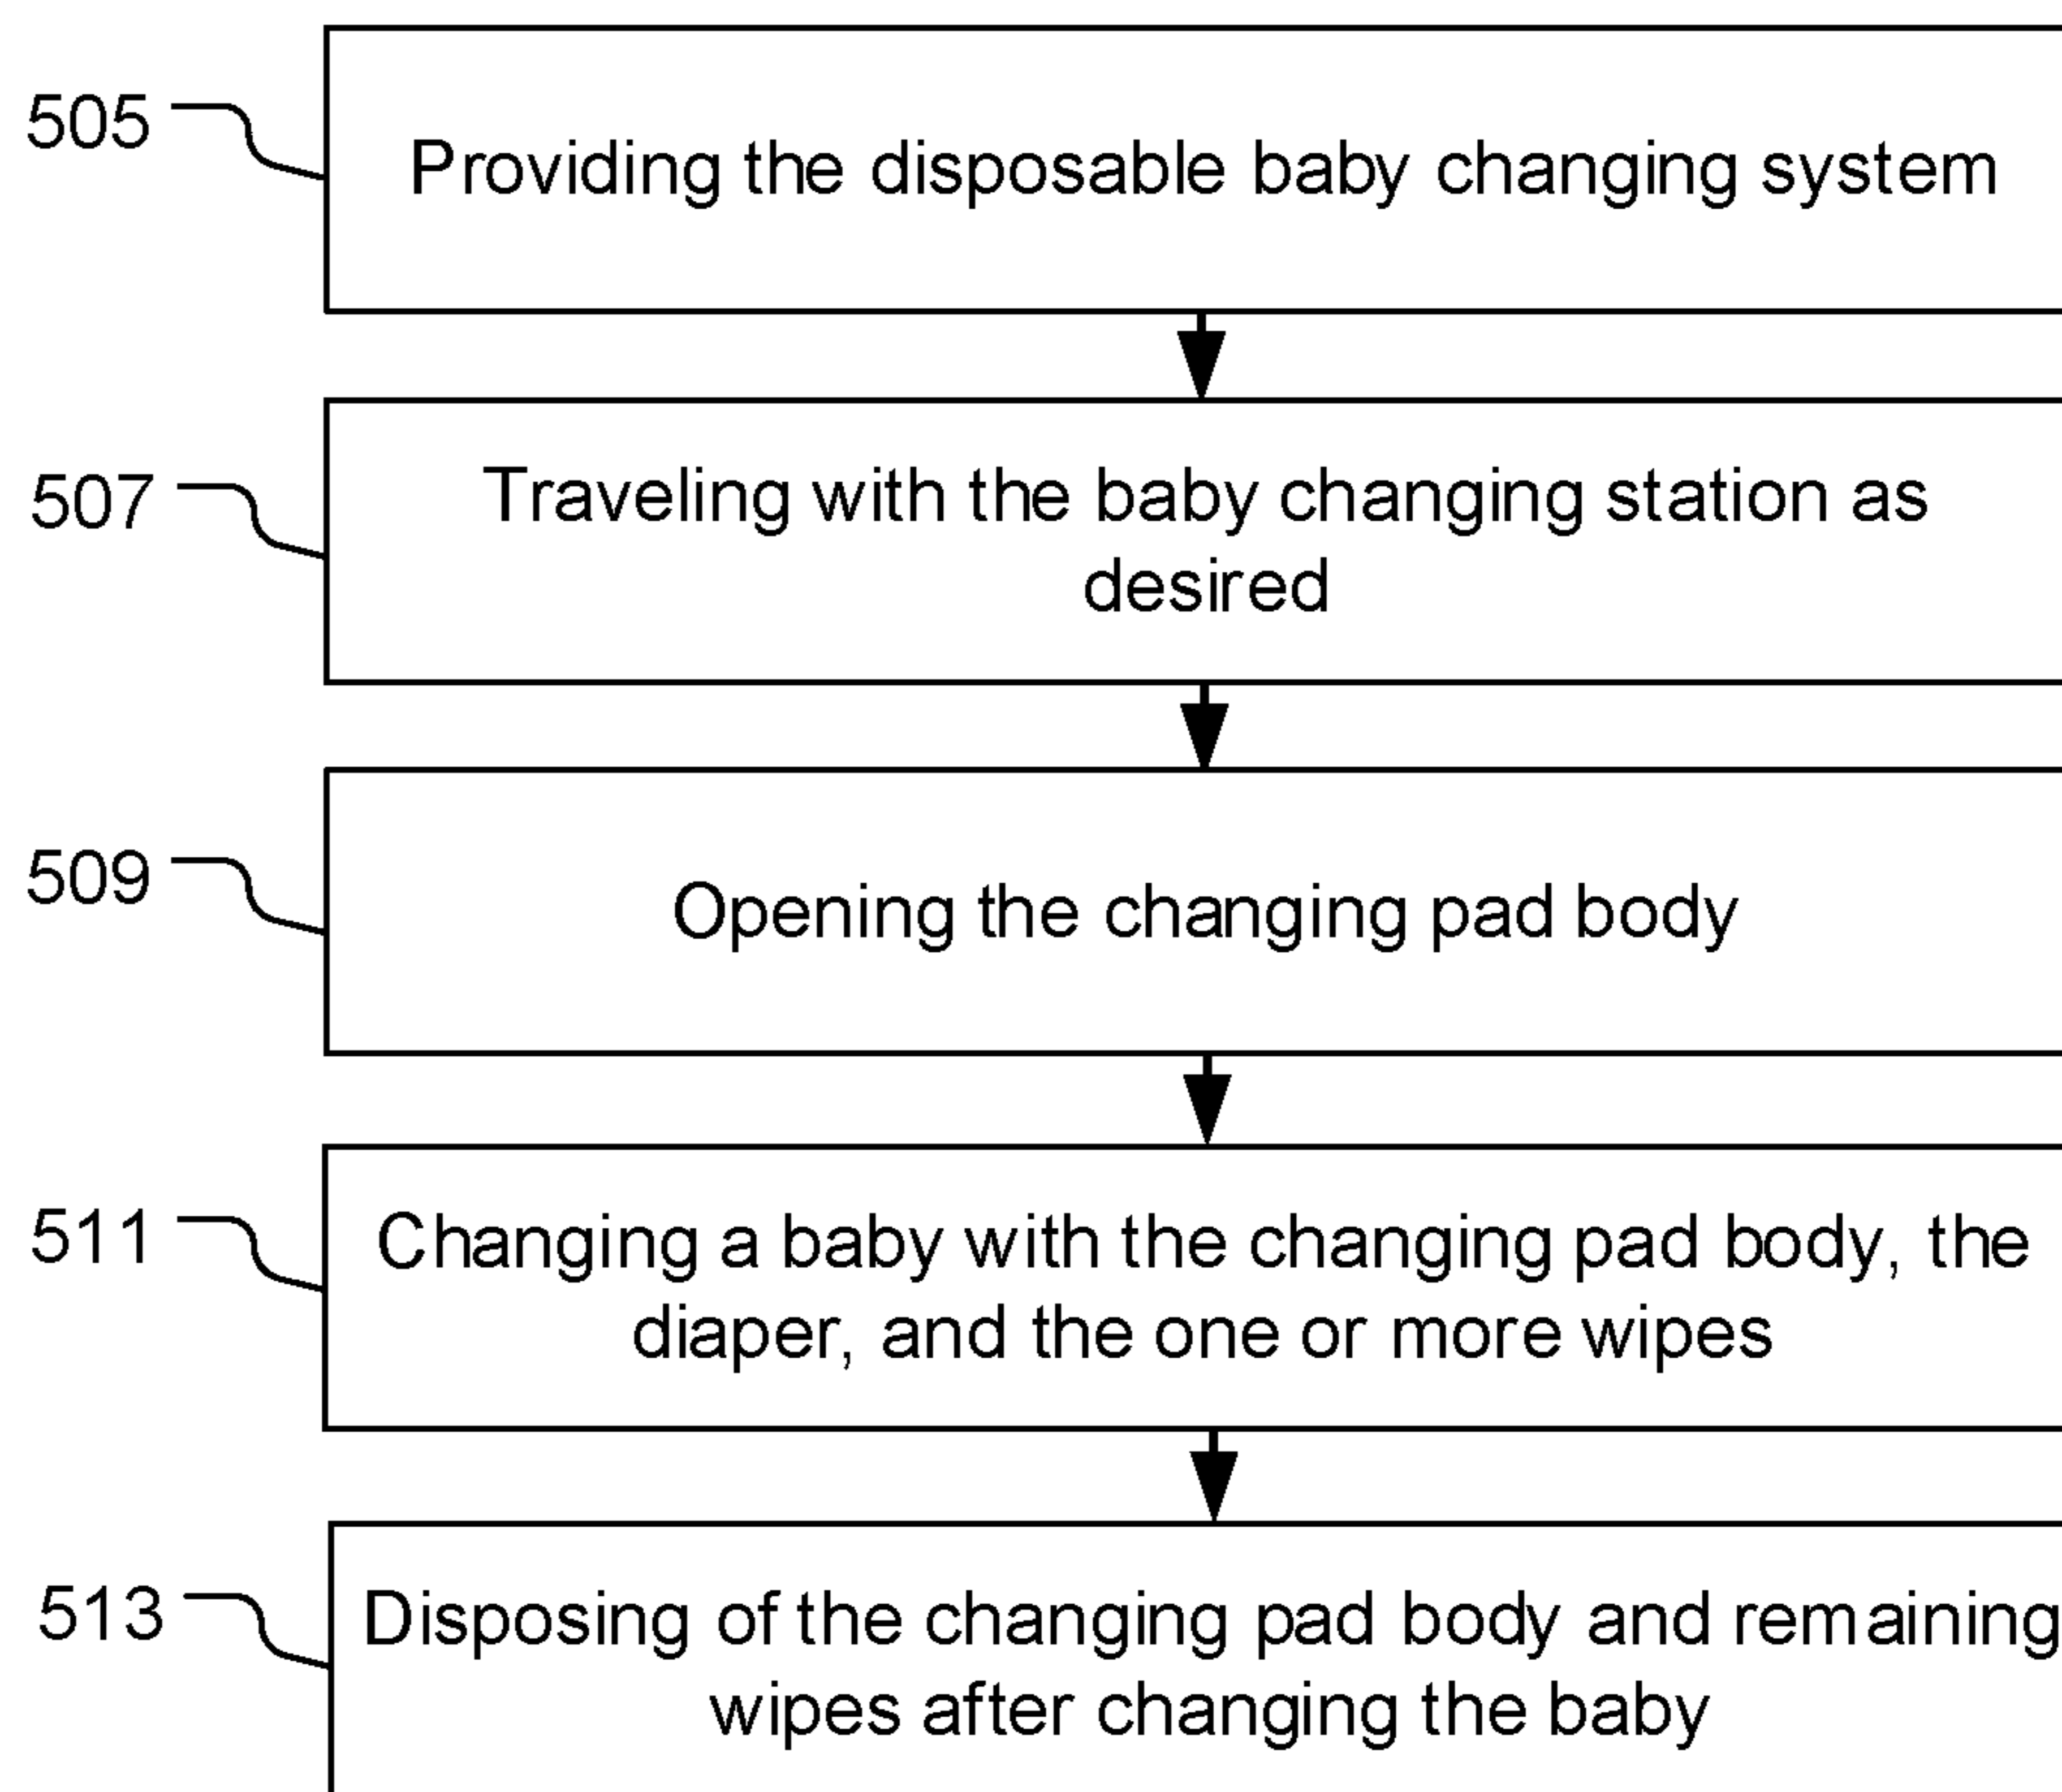 505
Providing the disposable baby changing system
507
Traveling with the baby changing station as
desired
509
Opening the changing pad body
511
Changing a baby with the changing pad body, the
diaper, and the one or more wipes
513
Disposing of the changing pad body and remaining
wipes after changing the baby